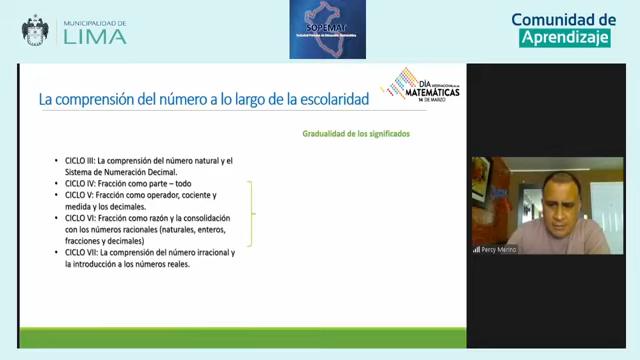 MUNICIPALIDAD DE
LIMA
SOPEMAT
Comunidad de
Aprendizaje
DÍA
INTERNACIONAL DE LAS
MATEMÁTICAS
14 DE MARZO
La comprensión del número a lo largo de la escolaridad
Gradualidad de los significados
• CICLO III: La comprensión del número natural y el
Sistema de Numeración Decimal.
• CICLO IV: Fracción como parte – todo
• CICLO V: Fracción como operador, cociente y
medida y los decimales.
• CICLO VI: Fracción como razón y la consolidación
con los números racionales (naturales, enteros,
fracciones y decimales)
• CICLO VII: La comprensión del número irracional y
la introducción a los números reales.
Percy Merino